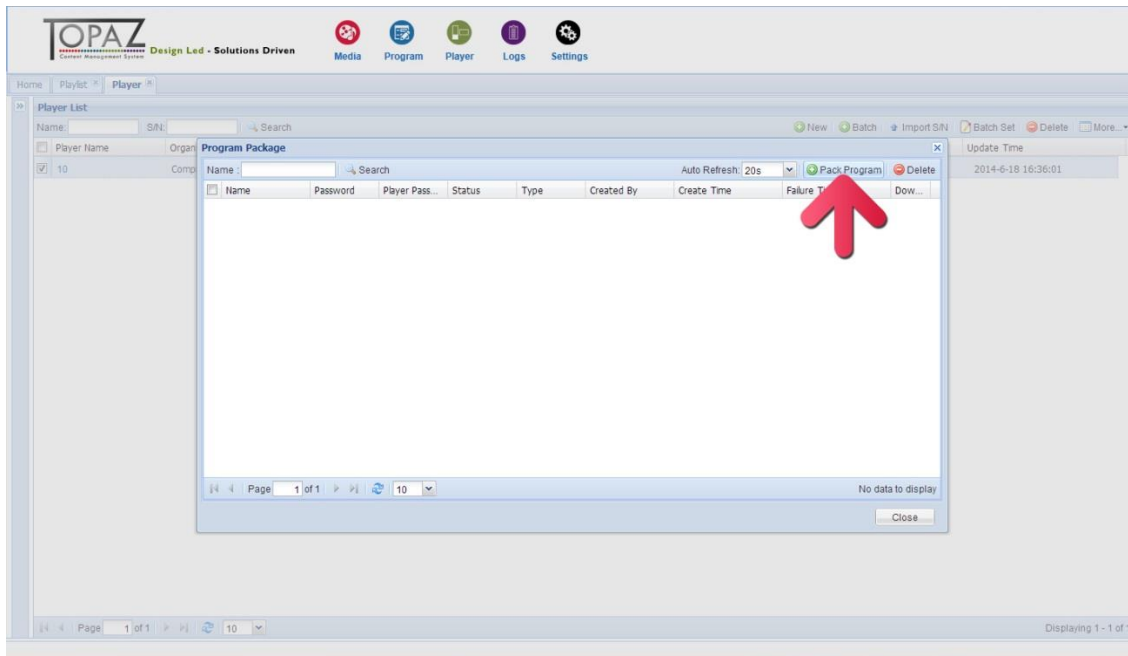 TOPAZ
Content Management System
Design Led - Solutions Driven
Media Program Player Logs Settings
Home Playlist Player
Player List
Name: S/N: Search New Batch Import S/N Batch Set Delete More...
Player Name Organ Update Time
10 Comp 2014-6-18 16:36:01
Program Package
Name : Search Auto Refresh: 20s Pack Program Delete
Name Password Player Pass... Status Type Created By Create Time Failure Dow...
Page 1 of 1 10 No data to display
Close
Page 1 of 1 10 Displaying 1 - 1 of